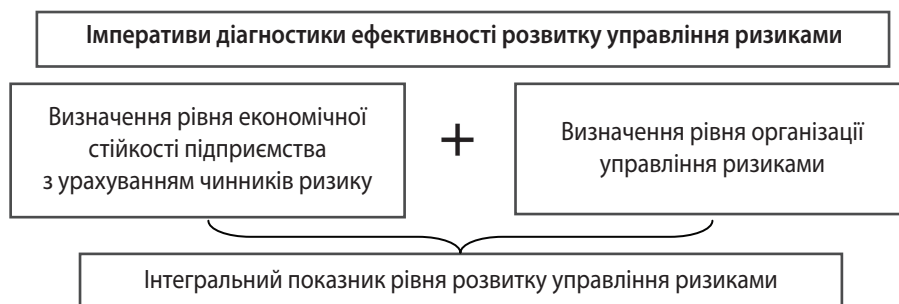 Імперативи діагностики ефективності розвитку управління ризиками
Визначення рівня економічної
стійкості підприємства
з урахуванням чинників ризику
+
Визначення рівня організації
управління ризиками
Інтегральний показник рівня розвитку управління ризиками